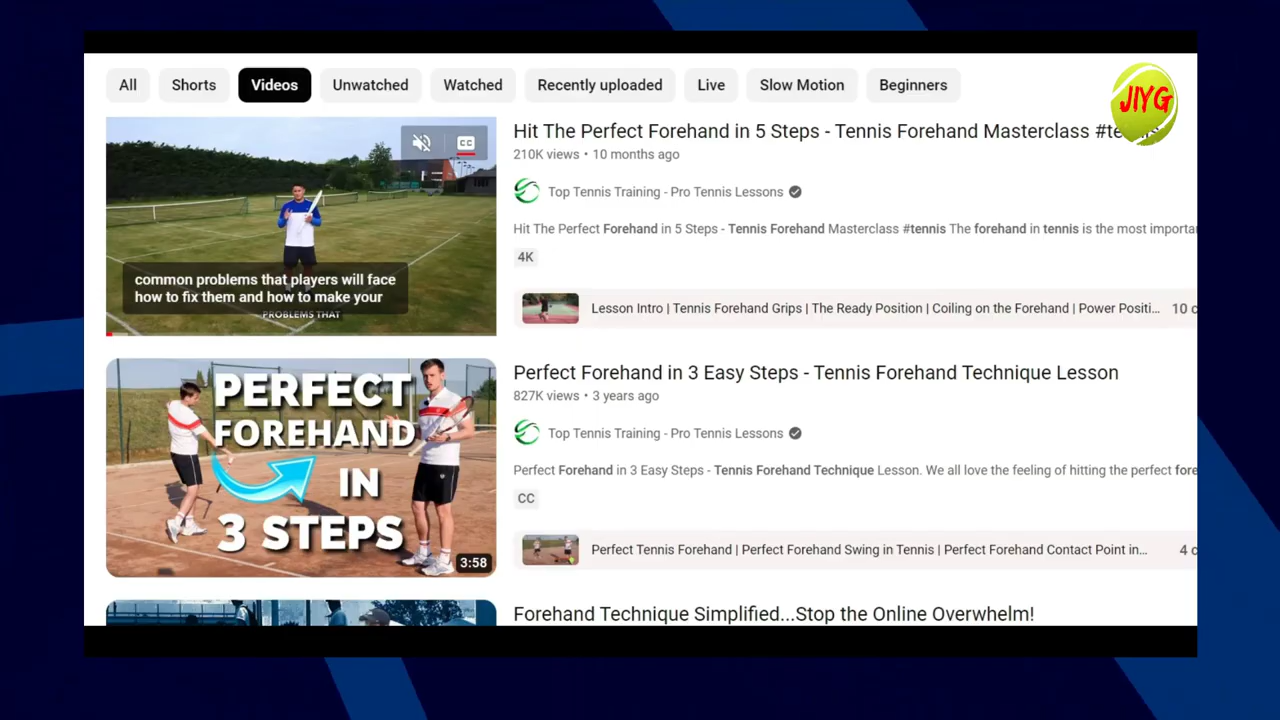 All Shorts Videos Unwatched Watched Recently uploaded Live Slow Motion Beginners
JIYG
CC
common problems that players will face
how to fix them and how to make your
PROBLEMS THAT
Hit The Perfect Forehand in 5 Steps - Tennis Forehand Masterclass
210K views • 10 months ago
Top Tennis Training - Pro Tennis Lessons
Hit The Perfect Forehand in 5 Steps - Tennis Forehand Masterclass #tennis The forehand in tennis is the most importa
4K
Lesson Intro | Tennis Forehand Grips | The Ready Position | Coiling on the Forehand | Power Positi... 10 c
PERFECT
FOREHAND
IN
3 STEPS
3:58
Perfect Forehand in 3 Easy Steps - Tennis Forehand Technique Lesson
827K views • 3 years ago
Top Tennis Training - Pro Tennis Lessons
Perfect Forehand in 3 Easy Steps - Tennis Forehand Technique Lesson. We all love the feeling of hitting the perfect fore
CC
Perfect Tennis Forehand | Perfect Forehand Swing in Tennis | Perfect Forehand Contact Point in... 4 c
Forehand Technique Simplified...Stop the Online Overwhelm!